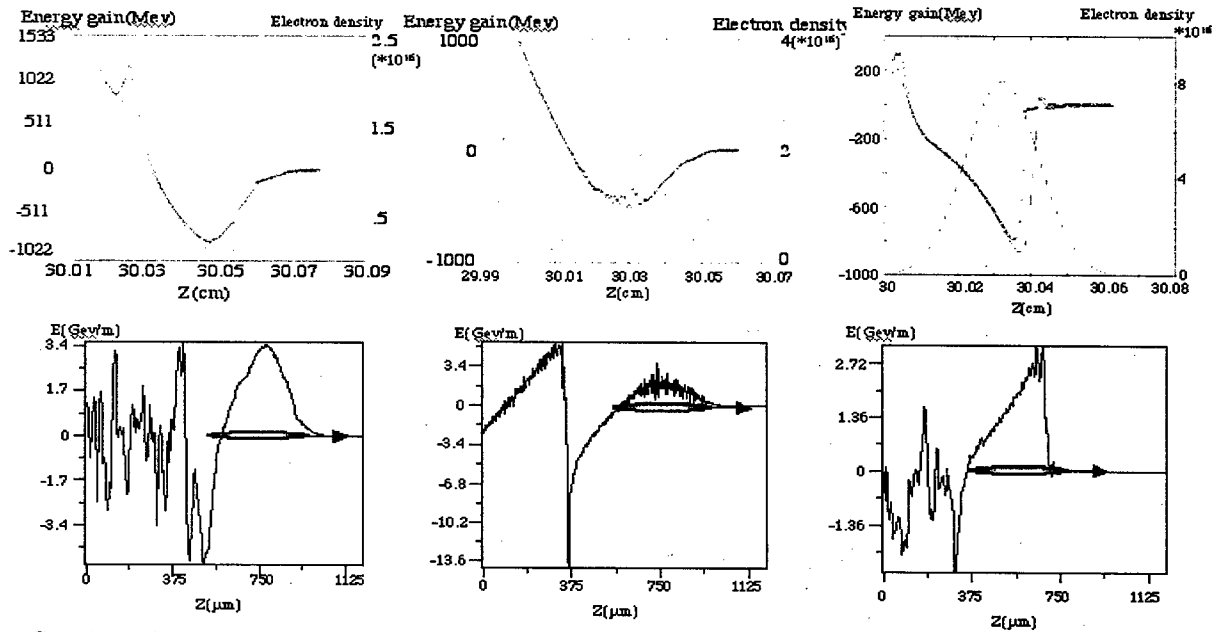 Energy gain(Mev) Electron density
1533
1022
511
0
-511
-1022
2.5
(*10¹⁶)
1.5
.5
30.01 30.03 30.05 30.07 30.09
Z(cm)
Energy gain(Mev) Electron density
1000
0
-1000
4(*10¹⁶)
2
0
29.99 30.01 30.03 30.05 30.07
Z(cm)
Energy gain(Mev) Electron density
*10¹⁶
200
-200
-600
-1000
8
4
0
30 30.02 30.04 30.06 30.08
Z(cm)
E(Gev/m)
3.4
1.7
0
-1.7
-3.4
0 375 750 1125
Z(μm)
E(Gev/m)
3.4
0
-3.4
-6.8
-10.2
-13.6
0 375 750 1125
Z(μm)
E(Gev/m)
2.72
1.36
0
-1.36
0 375 750 1125
Z(μm)